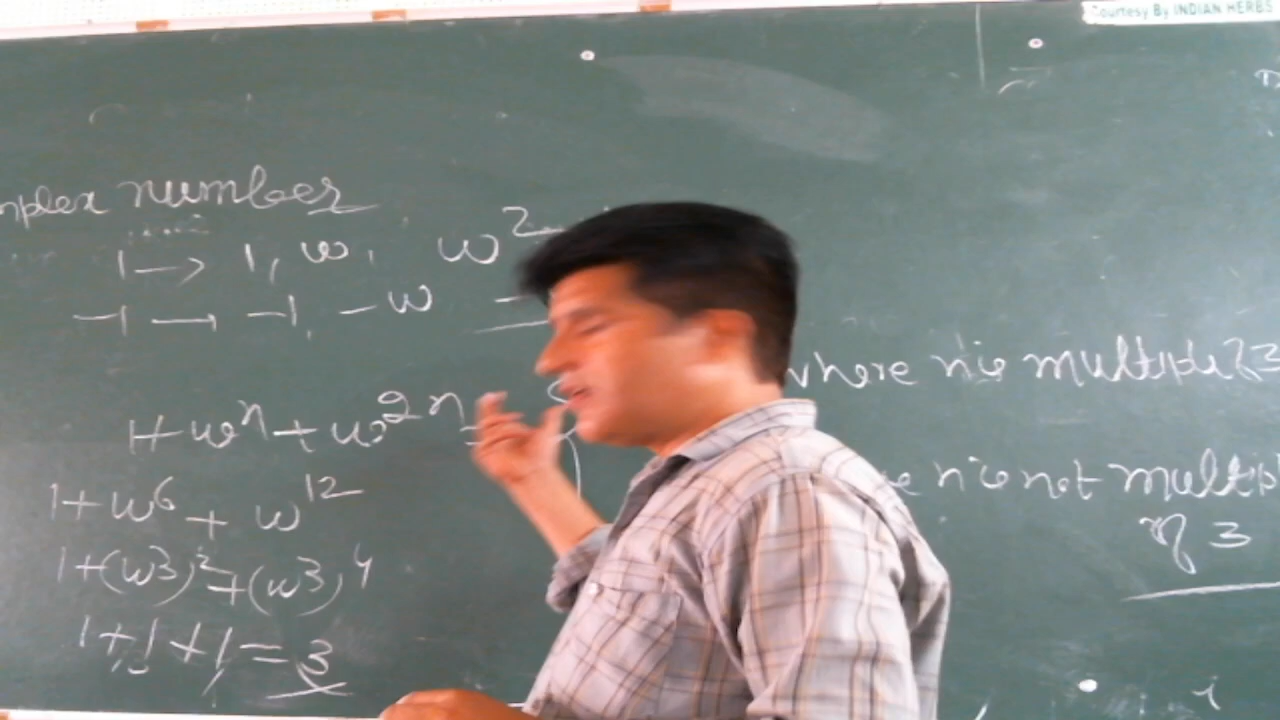 Courtesy By INDIAN HERBS
mplex number
1 → 1, ω, ω²
-1 → -1, -ω -
1+ωⁿ+ω²ⁿ =
where n is multiple of 3
n is not multip
of 3
1+ω⁶ + ω¹²
1+(ω3)²+(ω3)⁴
1+1+1=3